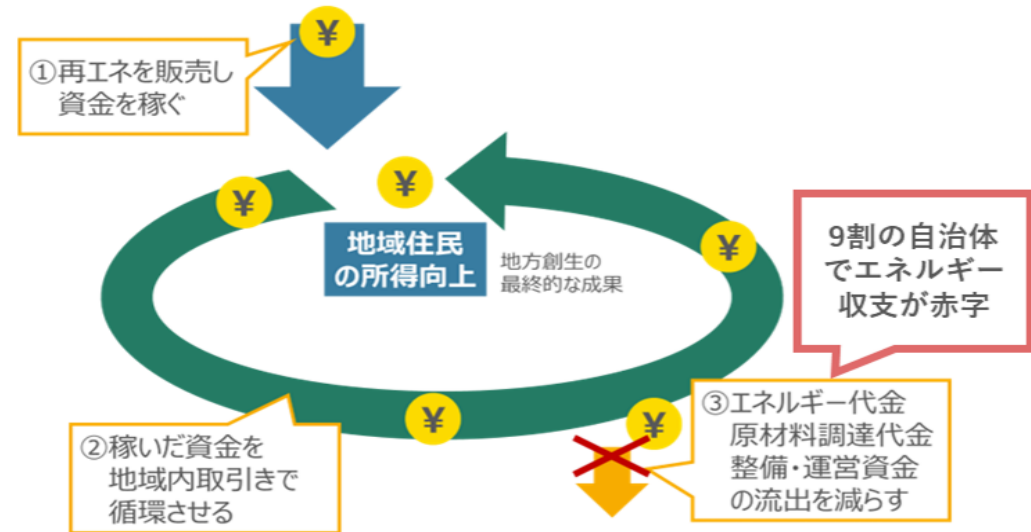 ¥
①再エネを販売し
資金を稼ぐ
¥
¥
地域住民
の所得向上
地方創生の
最終的な成果
¥
9割の自治体
でエネルギー
収支が赤字
¥
¥
②稼いだ資金を
地域内取引きで
循環させる
③エネルギー代金
原材料調達代金
整備・運営資金
の流出を減らす